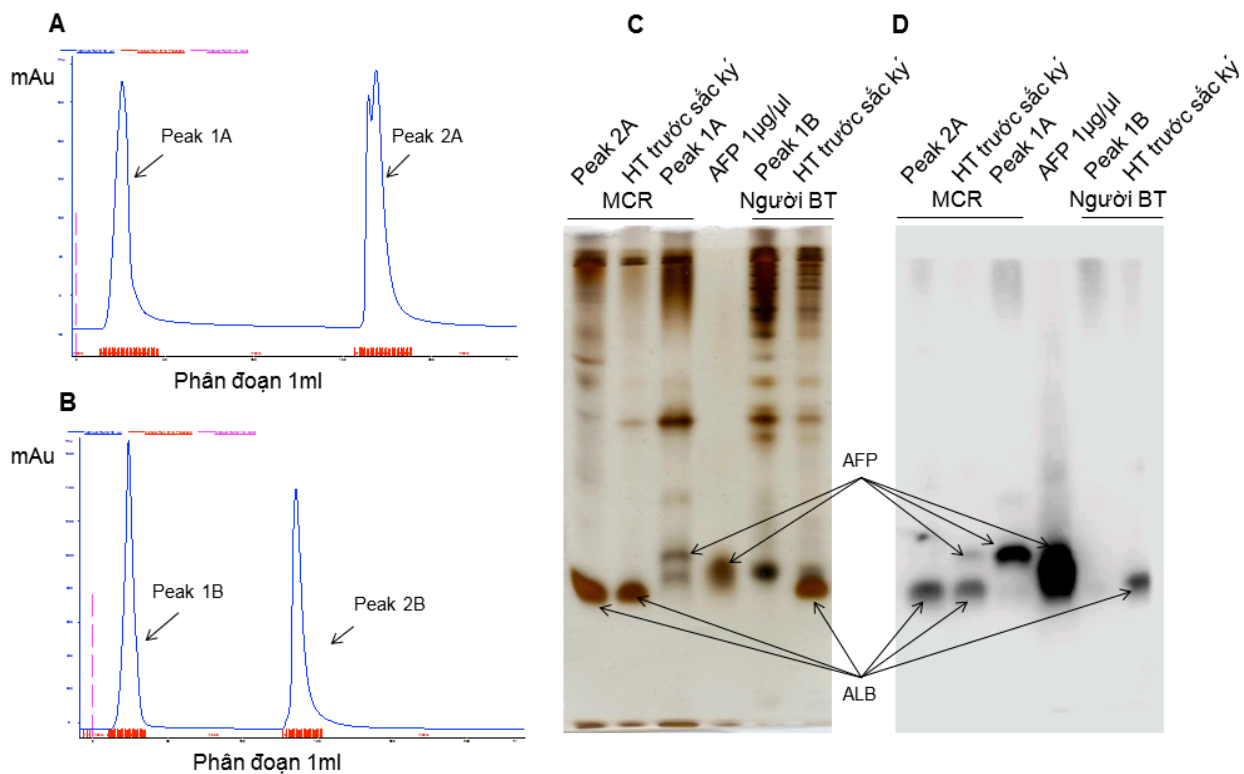 A
mAu
Peak 1A
Peak 2A
Phân đoạn 1ml
B
mAu
Peak 1B
Peak 2B
Phân đoạn 1ml
C
Peak 2A
HT trước sắc ký
Peak 1A
AFP 1µg/µl
Peak 1B
HT trước sắc ký
MCR
Người BT
D
Peak 2A
HT trước sắc ký
Peak 1A
AFP 1µg/µl
Peak 1B
HT trước sắc ký
MCR
Người BT
AFP
ALB